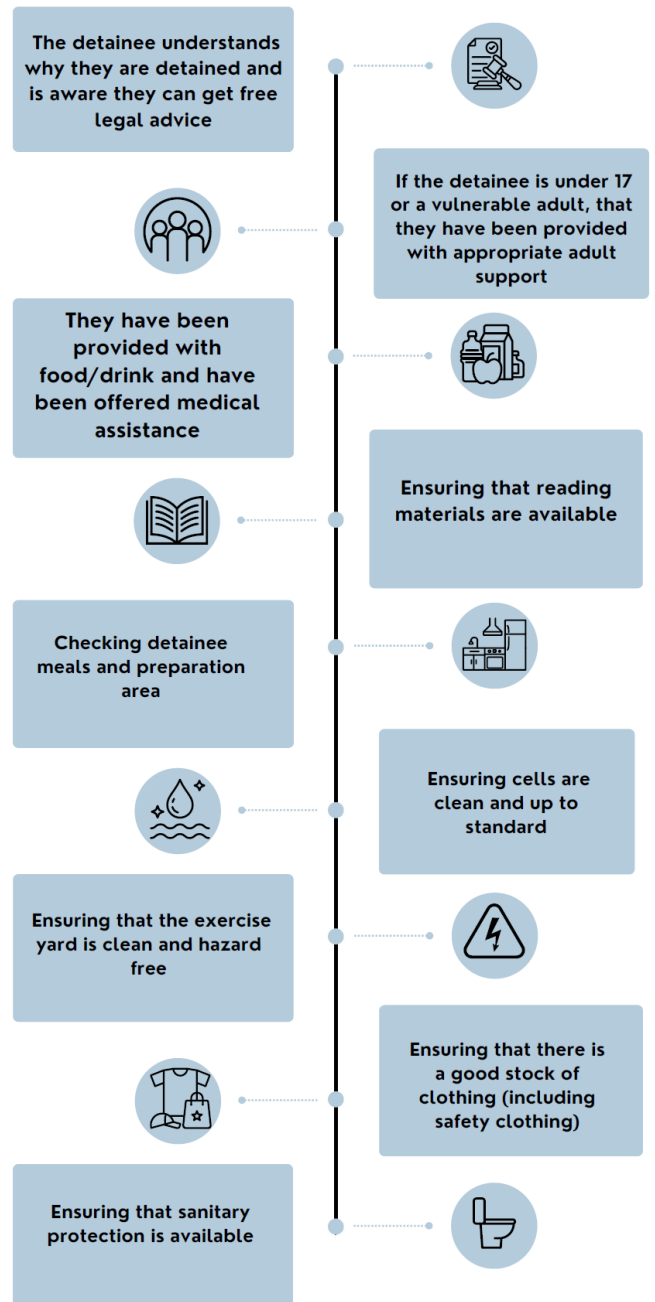 The detainee understands
why they are detained and
is aware they can get free
legal advice
If the detainee is under 17
or a vulnerable adult, that
they have been provided
with appropriate adult
support
They have been
provided with
food/drink and have
been offered medical
assistance
Ensuring that reading
materials are available
Checking detainee
meals and preparation
area
Ensuring cells are
clean and up to
standard
Ensuring that the exercise
yard is clean and hazard
free
Ensuring that there is
a good stock of
clothing (including
safety clothing)
Ensuring that sanitary
protection is available